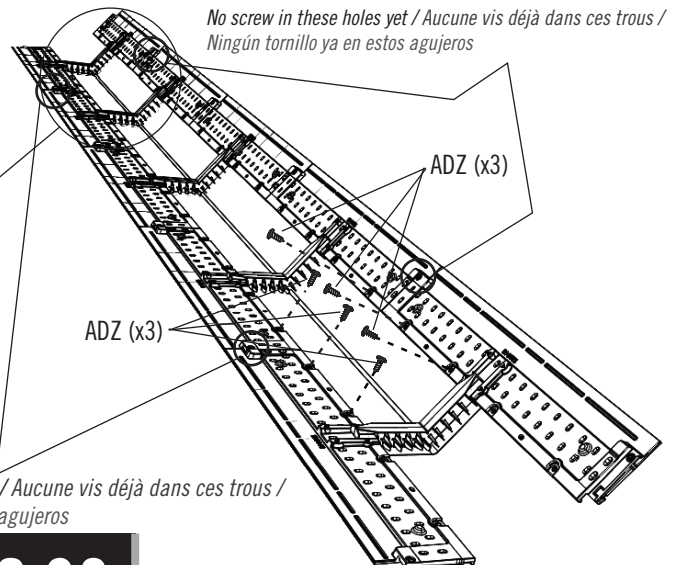 No screw in these holes yet / Aucune vis déjà dans ces trous /
Ningún tornillo ya en estos agujeros
ADZ (x3)
ADZ (x3)
/ Aucune vis déjà dans ces trous /
agujeros